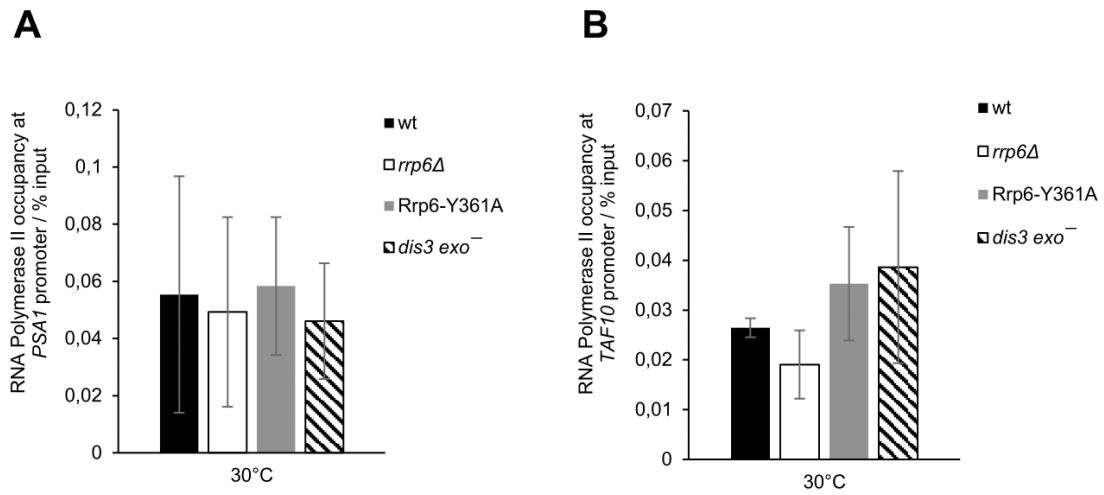 A
RNA Polymerase II occupancy at
PSA1 promoter / % input
0,12
0,1
0,08
0,06
0,04
0,02
0
30°C
wt
rrp6Δ
Rrp6-Y361A
dis3 exo⁻
B
RNA Polymerase II occupancy at
TAF10 promoter / % input
0,07
0,06
0,05
0,04
0,03
0,02
0,01
0
30°C
wt
rrp6Δ
Rrp6-Y361A
dis3 exo⁻